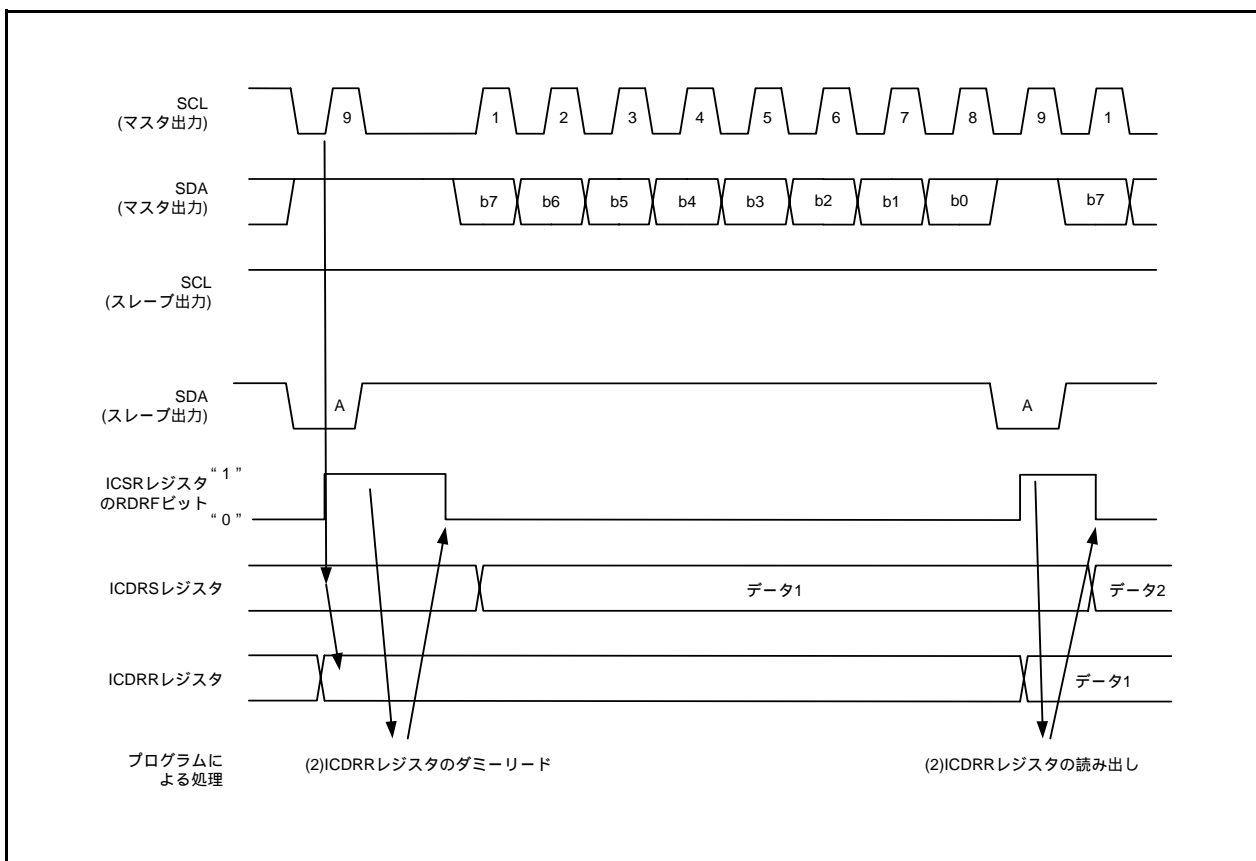 SCL
(マスタ出力)
9 1 2 3 4 5 6 7 8 9 1
SDA
(マスタ出力)
b7 b6 b5 b4 b3 b2 b1 b0 b7
SCL
(スレーブ出力)
SDA
(スレーブ出力)
A A
ICSRレジスタ
のRDRFビット
“ 1 ”
“ 0 ”
ICDRSレジスタ
データ1 データ2
ICDRRレジスタ
データ1
プログラムに
よる処理
(2)ICDRRレジスタのダミーリード (2)ICDRRレジスタの読み出し